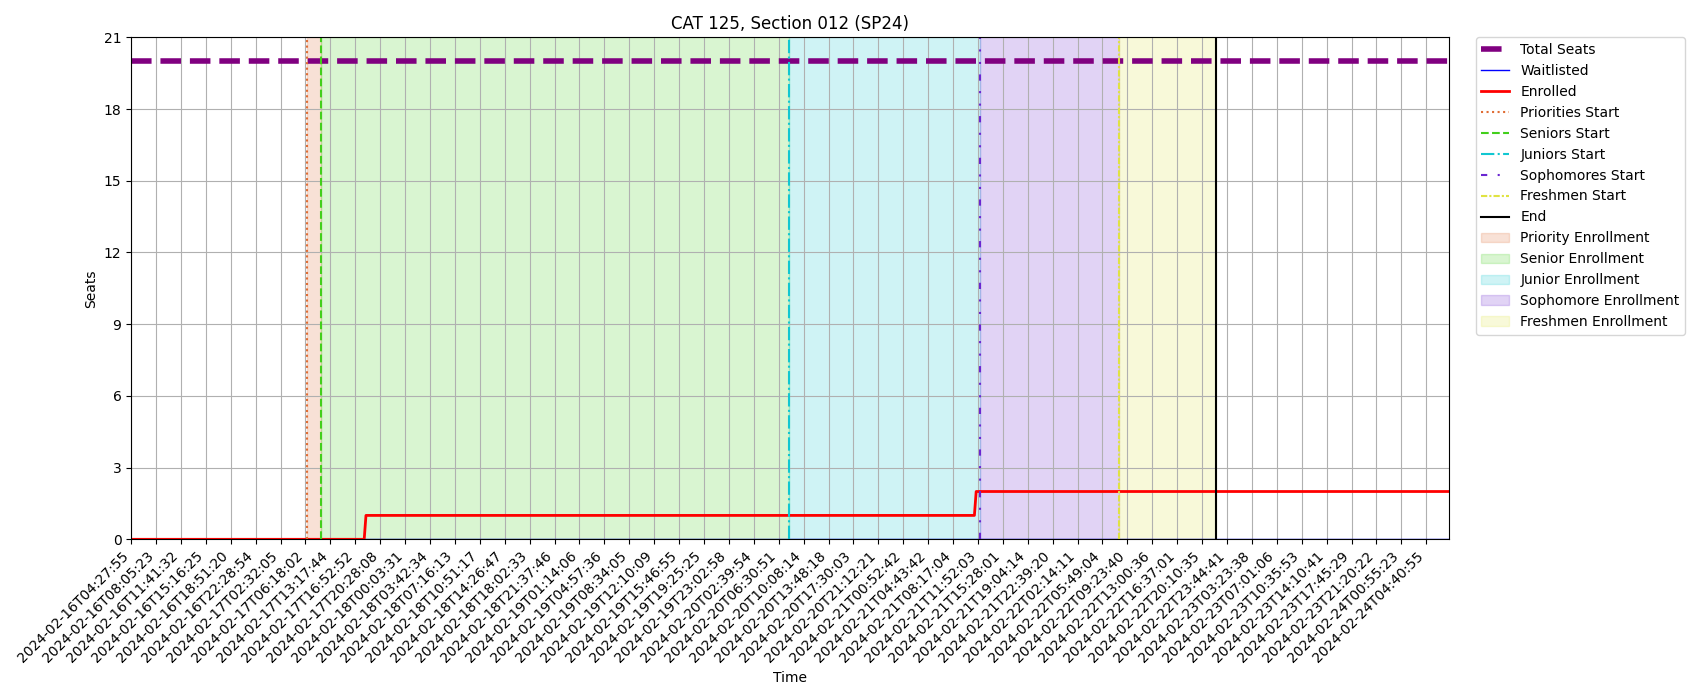 CAT 125, Section 012 (SP24)
21
18
15
12
9
6
3
0
Seats
2024-02-16T04:27:55
2024-02-16T08:05:23
2024-02-16T11:41:32
2024-02-16T15:16:25
2024-02-16T18:51:20
2024-02-16T22:28:54
2024-02-17T02:32:05
2024-02-17T06:18:02
2024-02-17T13:17:44
2024-02-17T16:52:52
2024-02-17T20:28:08
2024-02-18T00:03:31
2024-02-18T03:42:34
2024-02-18T07:16:13
2024-02-18T10:51:17
2024-02-18T14:26:47
2024-02-18T18:02:33
2024-02-18T21:37:46
2024-02-19T01:14:06
2024-02-19T04:57:36
2024-02-19T08:34:05
2024-02-19T12:10:09
2024-02-19T15:46:55
2024-02-19T19:25:25
2024-02-19T23:02:58
2024-02-20T02:39:54
2024-02-20T06:30:51
2024-02-20T10:08:14
2024-02-20T13:48:18
2024-02-20T17:30:03
2024-02-20T21:12:21
2024-02-21T00:52:42
2024-02-21T04:43:42
2024-02-21T08:17:04
2024-02-21T11:52:03
2024-02-21T15:28:01
2024-02-21T19:04:14
2024-02-21T22:39:20
2024-02-22T02:14:11
2024-02-22T05:49:04
2024-02-22T09:23:40
2024-02-22T13:00:36
2024-02-22T16:37:01
2024-02-22T20:10:35
2024-02-22T23:44:41
2024-02-23T03:23:38
2024-02-23T07:01:06
2024-02-23T10:35:53
2024-02-23T14:10:41
2024-02-23T17:45:29
2024-02-23T21:20:22
2024-02-24T00:55:23
2024-02-24T04:40:55
Time
Total Seats
Waitlisted
Enrolled
Priorities Start
Seniors Start
Juniors Start
Sophomores Start
Freshmen Start
End
Priority Enrollment
Senior Enrollment
Junior Enrollment
Sophomore Enrollment
Freshmen Enrollment